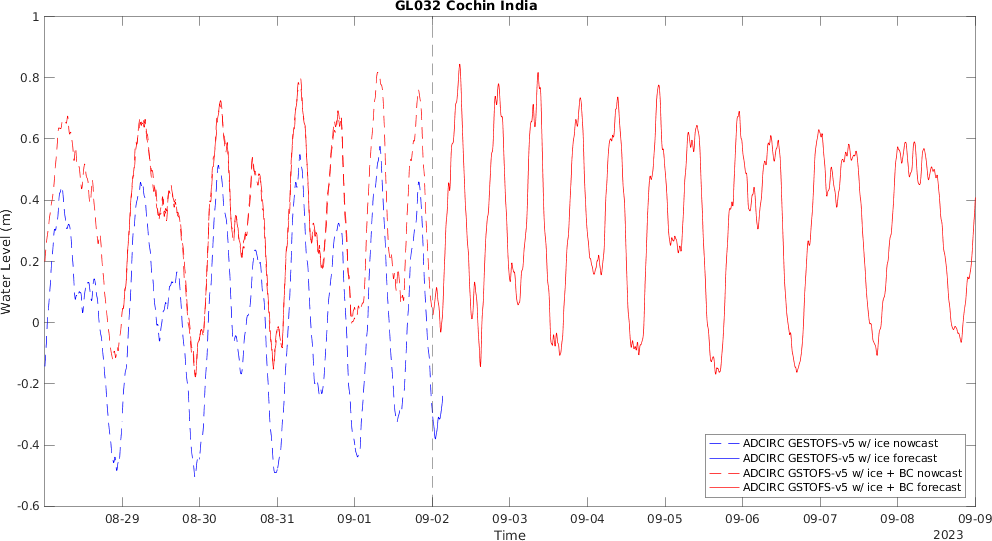 GL032 Cochin India
1
0.8
0.6
0.4
0.2
0
-0.2
-0.4
-0.6
Water Level (m)
ADCIRC GESTOFS-v5 w/ ice nowcast
ADCIRC GESTOFS-v5 w/ ice forecast
ADCIRC GSTOFS-v5 w/ ice + BC nowcast
ADCIRC GSTOFS-v5 w/ ice + BC forecast
08-29 08-30 08-31 09-01 09-02 09-03 09-04 09-05 09-06 09-07 09-08 09-09
Time 2023